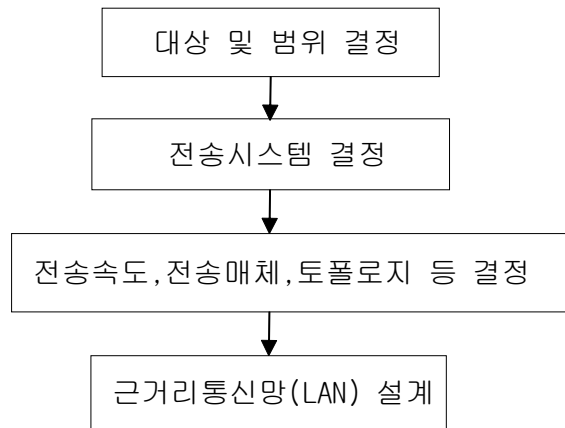 대상 및 범위 결정
전송시스템 결정
전송속도,전송매체,토폴로지 등 결정
근거리통신망(LAN) 설계